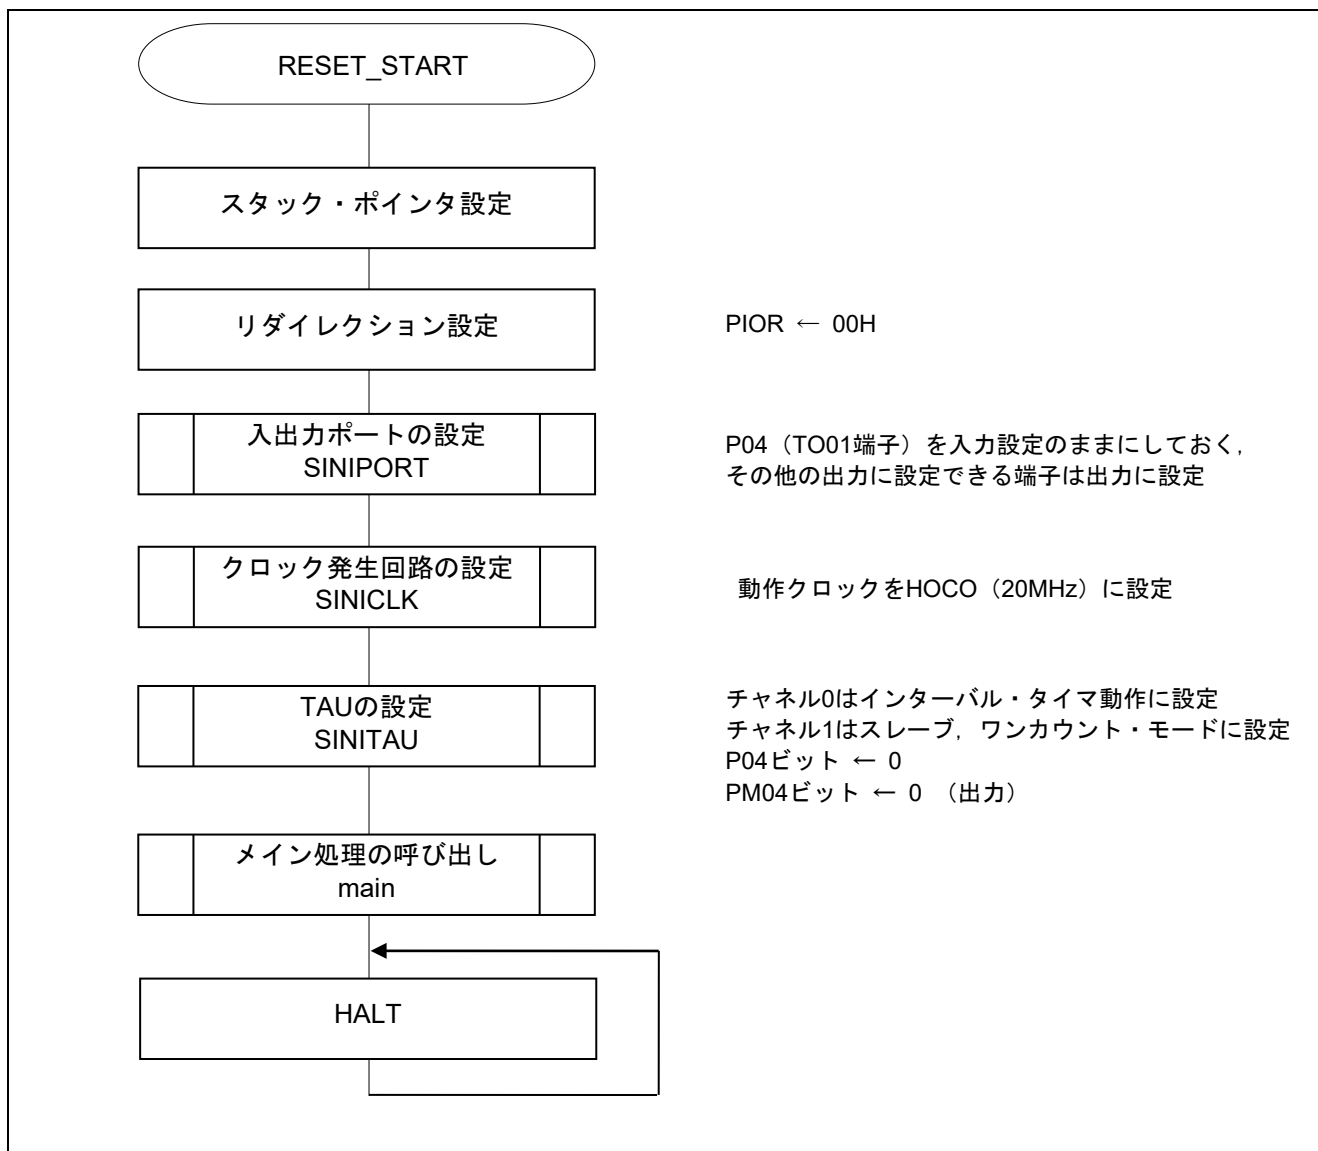 RESET_START
スタック・ポインタ設定
リダイレクション設定
PIOR ← 00H
入出力ポートの設定
SINIPORT
P04（TO01端子）を入力設定のままにしておく，
その他の出力に設定できる端子は出力に設定
クロック発生回路の設定
SINICLK
動作クロックをHOCO（20MHz）に設定
TAUの設定
SINITAU
チャネル0はインターバル・タイマ動作に設定
チャネル1はスレーブ，ワンカウント・モードに設定
P04ビット ← 0
PM04ビット ← 0 （出力）
メイン処理の呼び出し
main
HALT